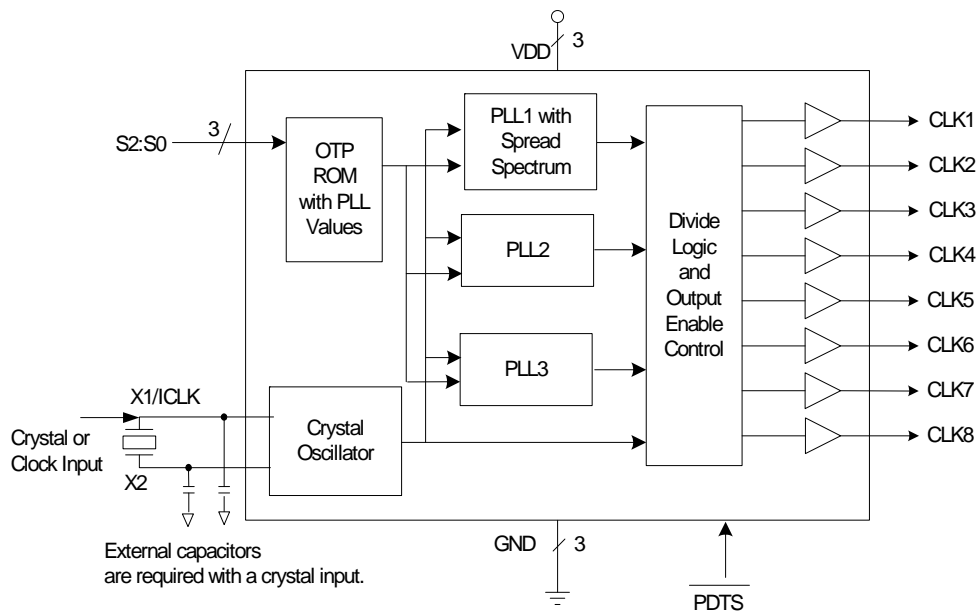 VDD
3
S2:S0
3
OTP
ROM
with PLL
Values
PLL1 with
Spread
Spectrum
PLL2
PLL3
Divide
Logic
and
Output
Enable
Control
CLK1
CLK2
CLK3
CLK4
CLK5
CLK6
CLK7
CLK8
X1/ICLK
Crystal or
Clock Input
X2
Crystal
Oscillator
External capacitors
are required with a crystal input.
GND
3
PDTS